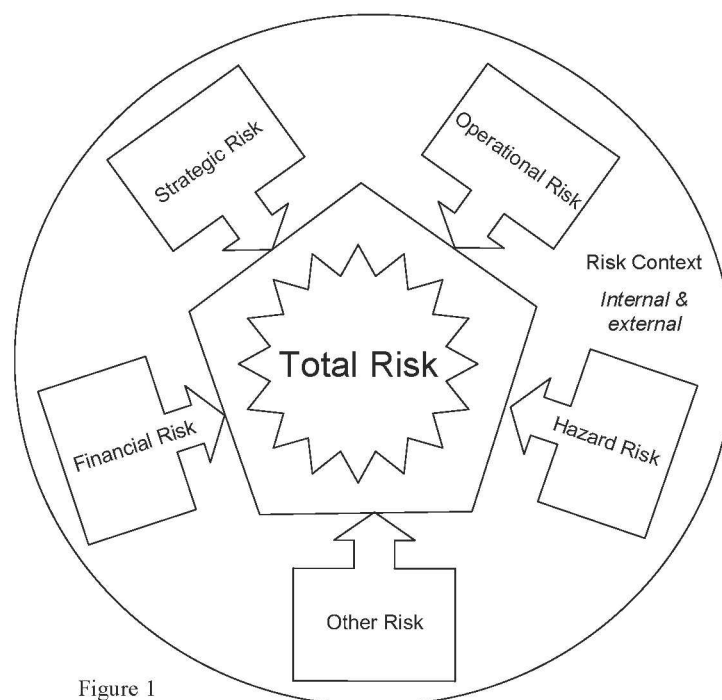 Strategic Risk
Operational Risk
Risk Context
Internal &
external
Total Risk
Financial Risk
Hazard Risk
Other Risk
Figure 1